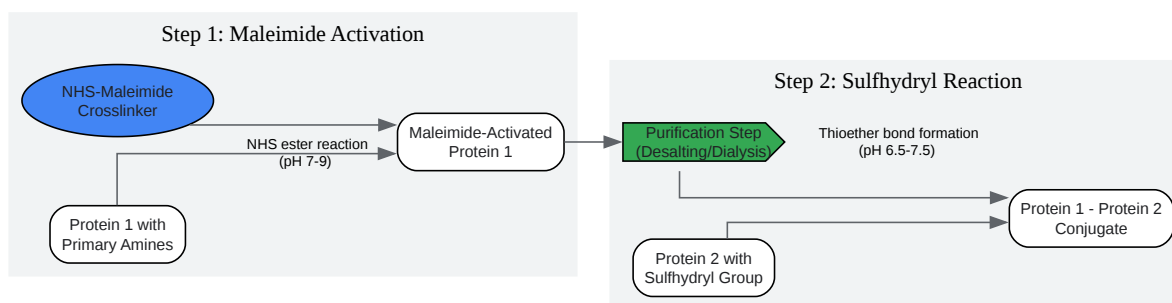 Step 1: Maleimide Activation
NHS-Maleimide
Crosslinker
NHS ester reaction
(pH 7-9)
Maleimide-Activated
Protein 1
Protein 1 with
Primary Amines
Step 2: Sulfhydryl Reaction
Purification Step
(Desalting/Dialysis)
Thioether bond formation
(pH 6.5-7.5)
Protein 1 - Protein 2
Conjugate
Protein 2 with
Sulfhydryl Group